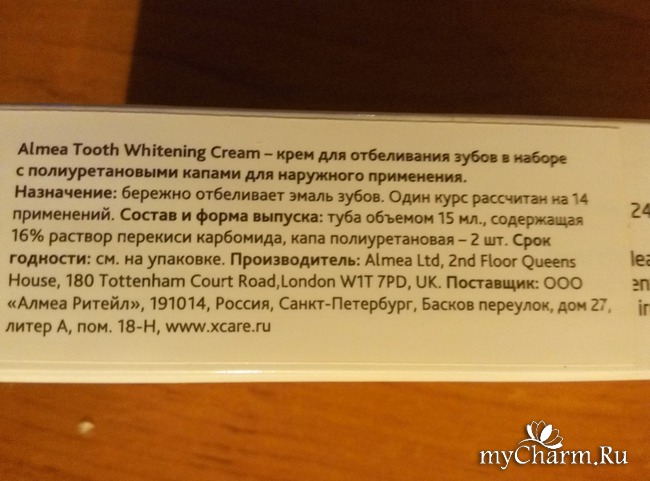 Almea Tooth Whitening Cream – крем для отбеливания зубов в наборе
с полиуретановыми капами для наружного применения.
Назначение: бережно отбеливает эмаль зубов. Один курс рассчитан на 14
применений. Состав и форма выпуска: туба объемом 15 мл., содержащая
16% раствор перекиси карбомида, капа полиуретановая – 2 шт. Срок
годности: см. на упаковке. Производитель: Almea Ltd, 2nd Floor Queens
House, 180 Tottenham Court Road,London W1T 7PD, UK. Поставщик: ООО
«Алмеа Ритейл», 191014, Россия, Санкт-Петербург, Басков переулок, дом 27,
литер А, пом. 18-Н, www.xcare.ru
24
myCharm.Ru